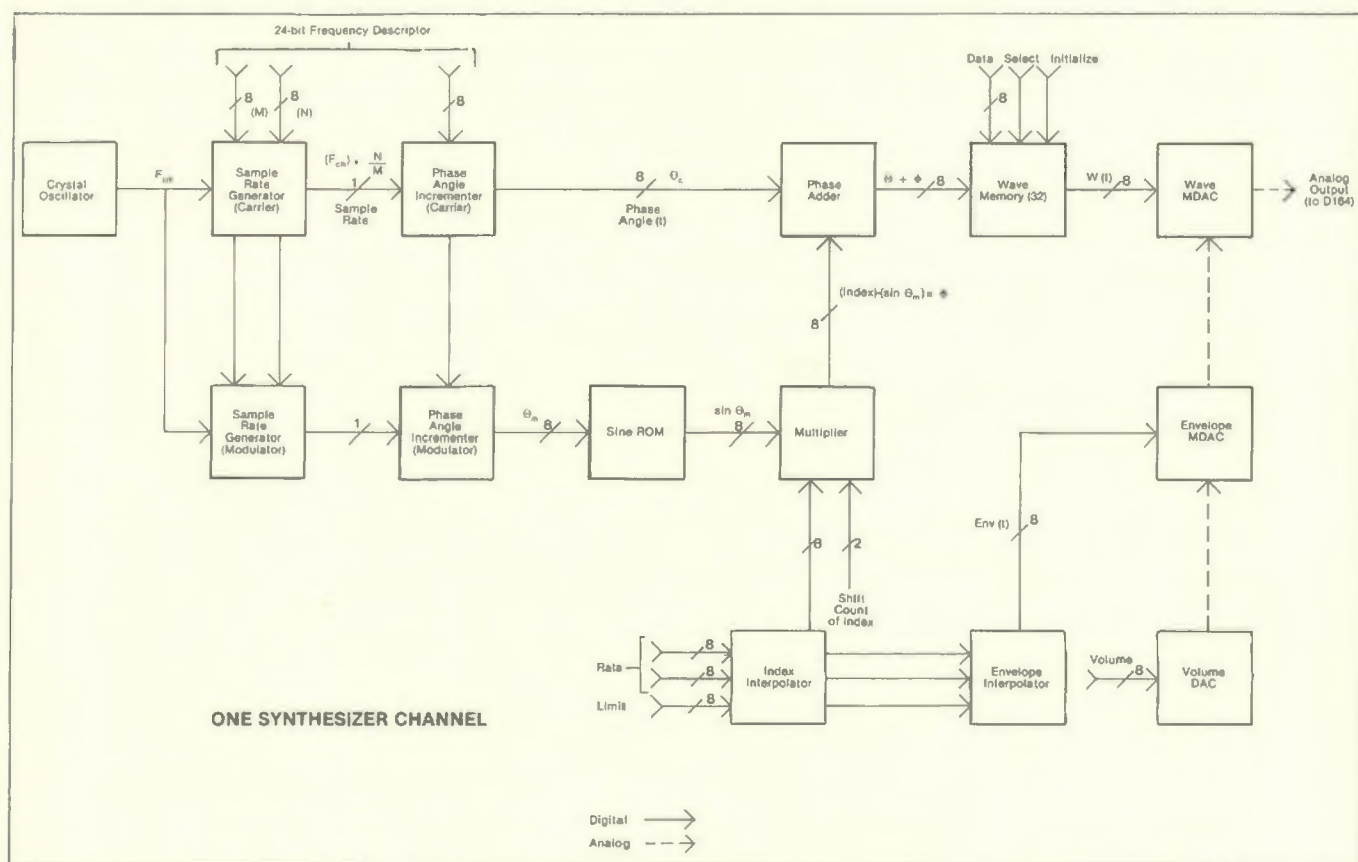 24-bit Frequency Descriptor
8
(M)
8
(N)
8
Data Select Initialize
8
Crystal
Oscillator
Sample
Rate
Generator
(Carrier)
N
M
1
Sample
Rate
Phase
Angle
Incrementer
(Carrier)
8
Phase
Angle (t)
Phase
Adder
8
Wave
Memory (32)
8
Wave
MDAC
Analog
Output
(to D164)
(Index)·(sin Θm) = Φ
8
Sample
Rate
Generator
(Modulator)
1
Phase
Angle
Incrementer
(Modulator)
Θm
8
Sine ROM
sin Θm
8
Multiplier
Envelope
MDAC
8
2
Shift
Count
of Index
Env (t)
8
Rate
8
8
Limit
8
Index
Interpolator
Envelope
Interpolator
Volume
8
Volume
DAC
ONE SYNTHESIZER CHANNEL
Digital
Analog